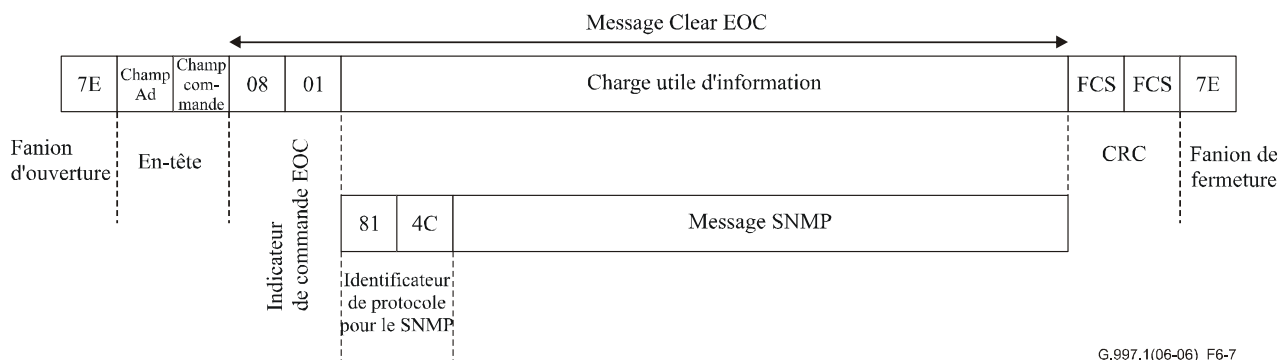 Message Clear EOC
7E
Champ
Ad
Champ
com-
mande
08
01
Charge utile d'information
FCS
FCS
7E
Fanion
d'ouverture
En-tête
Indicateur
de commande EOC
CRC
Fanion de
fermeture
81
4C
Message SNMP
Identificateur
de protocole
pour le SNMP
G.997.1(06-06)_F6-7